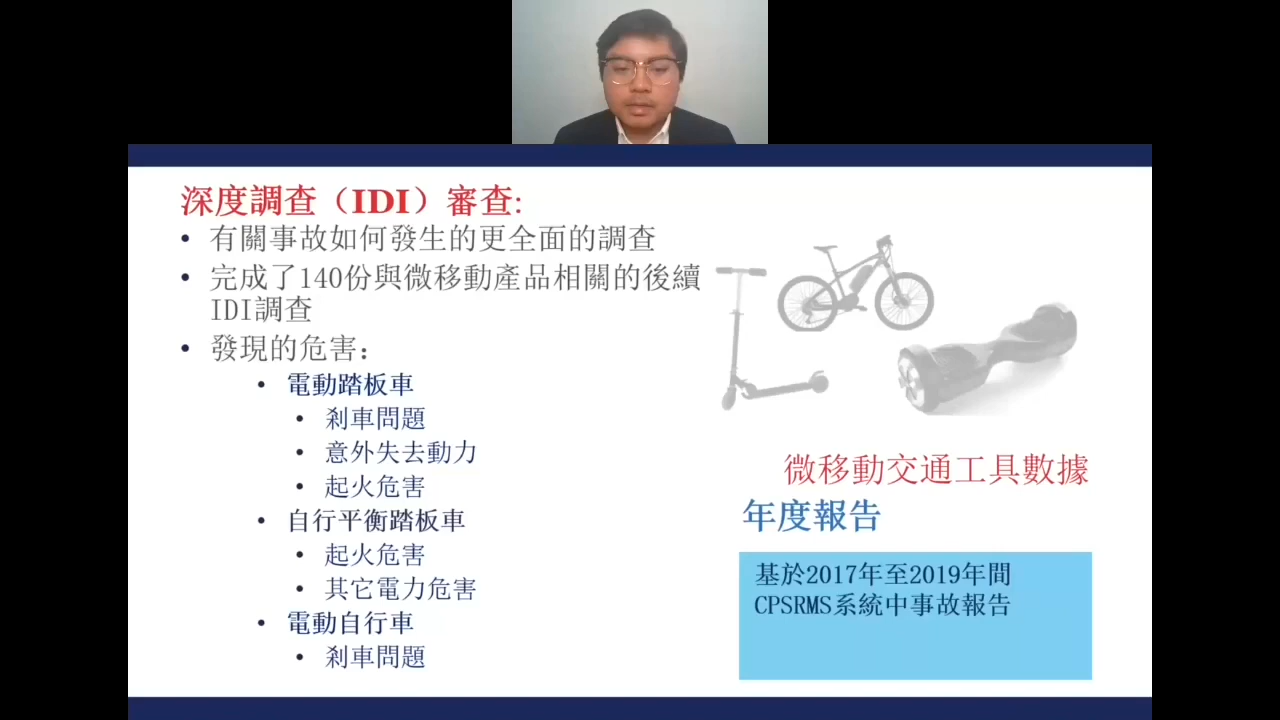 深度調查（IDI）審查:
• 有關事故如何發生的更全面的調查
• 完成了140份與微移動產品相關的後續
IDI調查
• 發現的危害：
• 電動踏板車
• 剎車問題
• 意外失去動力
• 起火危害
• 自行平衡踏板車
• 起火危害
• 其它電力危害
• 電動自行車
• 剎車問題
微移動交通工具數據
年度報告
基於2017年至2019年間
CPSRMS系統中事故報告